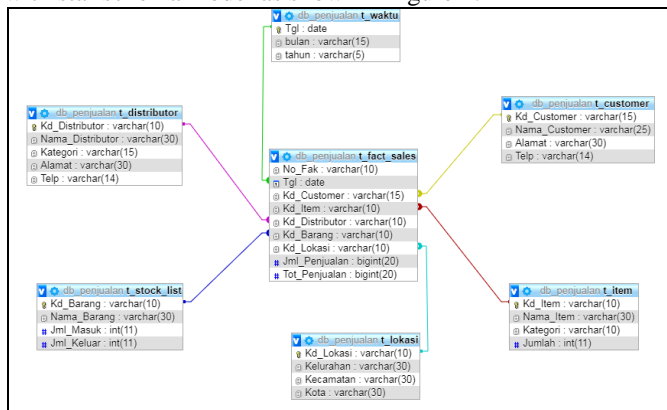 db_penjualan t_waktu
Tgl : date
bulan : varchar(15)
tahun : varchar(5)
db_penjualan t_distributor
Kd_Distributor : varchar(10)
Nama_Distributor : varchar(30)
Kategori : varchar(15)
Alamat : varchar(30)
Telp : varchar(14)
db_penjualan t_customer
Kd_Customer : varchar(15)
Nama_Customer : varchar(25)
Alamat : varchar(30)
Telp : varchar(14)
db_penjualan t_fact_sales
No_Fak : varchar(10)
Tgl : date
Kd_Customer : varchar(15)
Kd_Item : varchar(10)
Kd_Distributor : varchar(10)
Kd_Barang : varchar(10)
Kd_Lokasi : varchar(10)
# Jml_Penjualan : bigint(20)
# Tot_Penjualan : bigint(20)
db_penjualan t_stock_list
Kd_Barang : varchar(10)
Nama_Barang : varchar(30)
# Jml_Masuk : int(11)
# Jml_Keluar : int(11)
db_penjualan t_item
Kd_Item : varchar(10)
Nama_Item : varchar(30)
Kategori : varchar(10)
# Jumlah : int(11)
db_penjualan t_lokasi
Kd_Lokasi : varchar(10)
Kelurahan : varchar(30)
Kecamatan : varchar(30)
Kota : varchar(30)